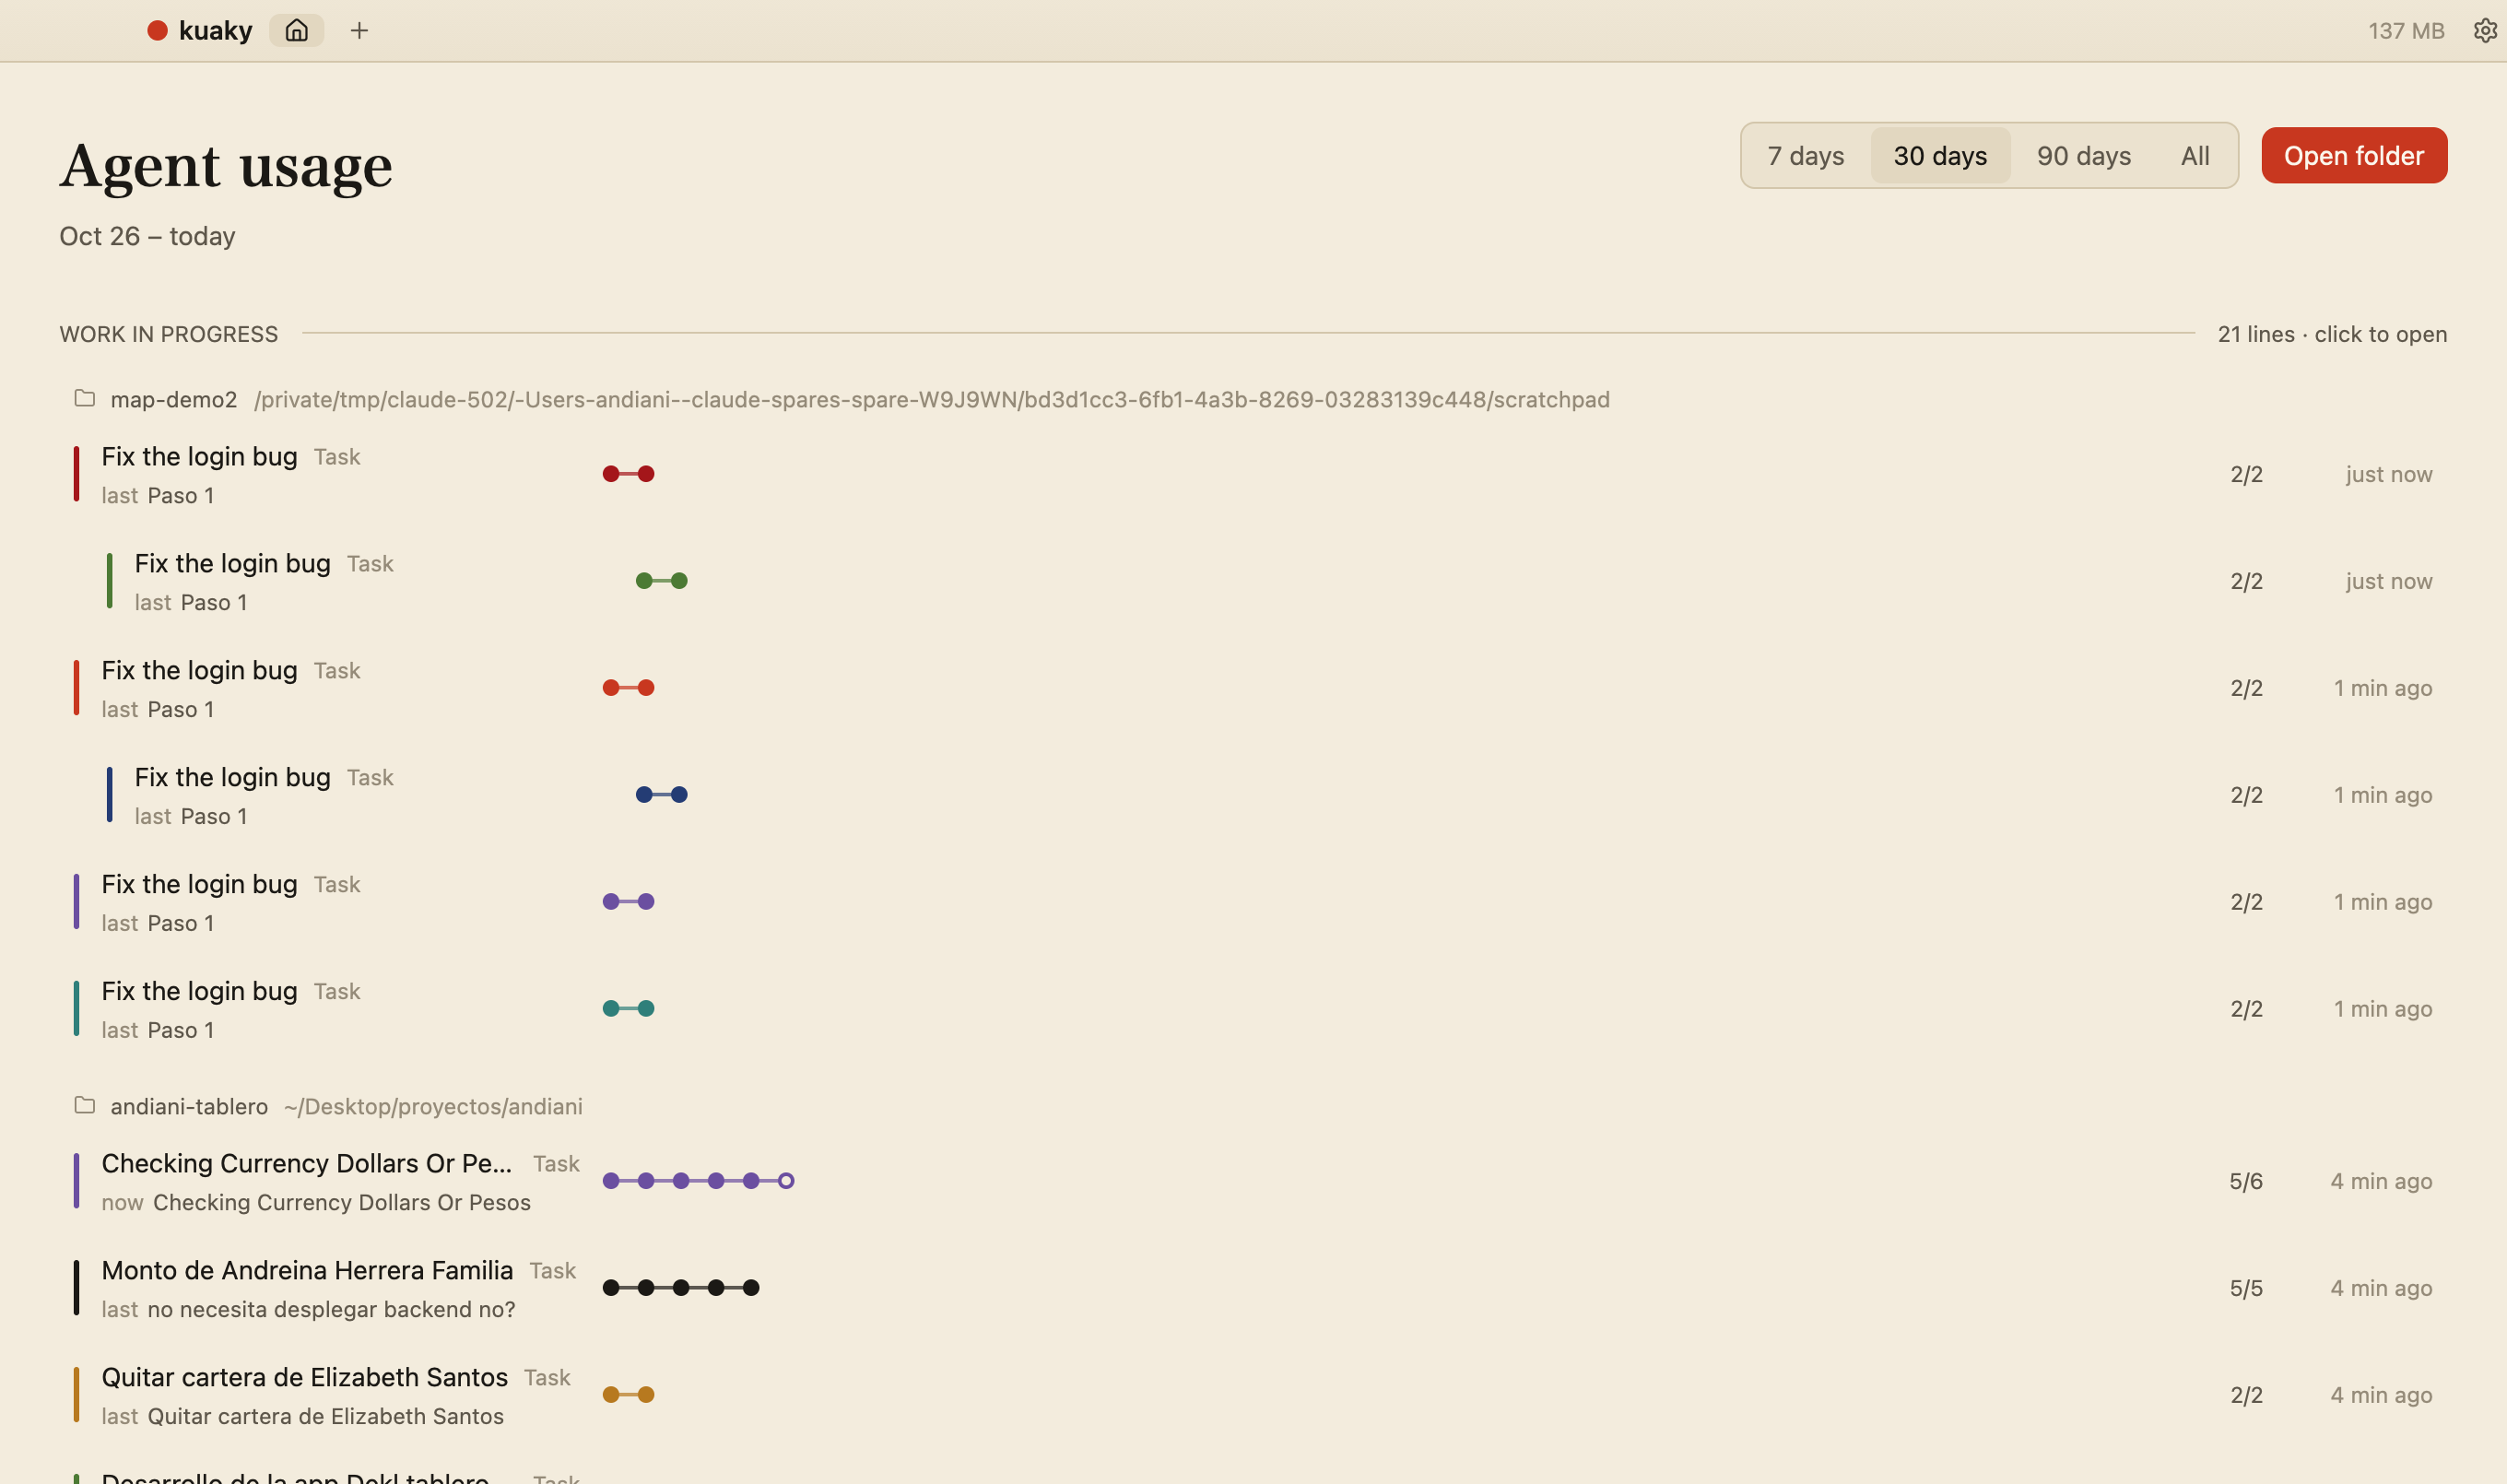 kuaky
137 MB
Agent usage
7 days 30 days 90 days All Open folder
Oct 26 – today
WORK IN PROGRESS 21 lines · click to open
map-demo2 /private/tmp/claude-502/-Users-andiani--claude-spares-spare-W9J9WN/bd3d1cc3-6fb1-4a3b-8269-03283139c448/scratchpad
Fix the login bug Task
last Paso 1
2/2 just now
Fix the login bug Task
last Paso 1
2/2 just now
Fix the login bug Task
last Paso 1
2/2 1 min ago
Fix the login bug Task
last Paso 1
2/2 1 min ago
Fix the login bug Task
last Paso 1
2/2 1 min ago
Fix the login bug Task
last Paso 1
2/2 1 min ago
andiani-tablero ~/Desktop/proyectos/andiani
Checking Currency Dollars Or Pe... Task
now Checking Currency Dollars Or Pesos
5/6 4 min ago
Monto de Andreina Herrera Familia Task
last no necesita desplegar backend no?
5/5 4 min ago
Quitar cartera de Elizabeth Santos Task
last Quitar cartera de Elizabeth Santos
2/2 4 min ago
Desarrollo de la app Dekl tablero Task